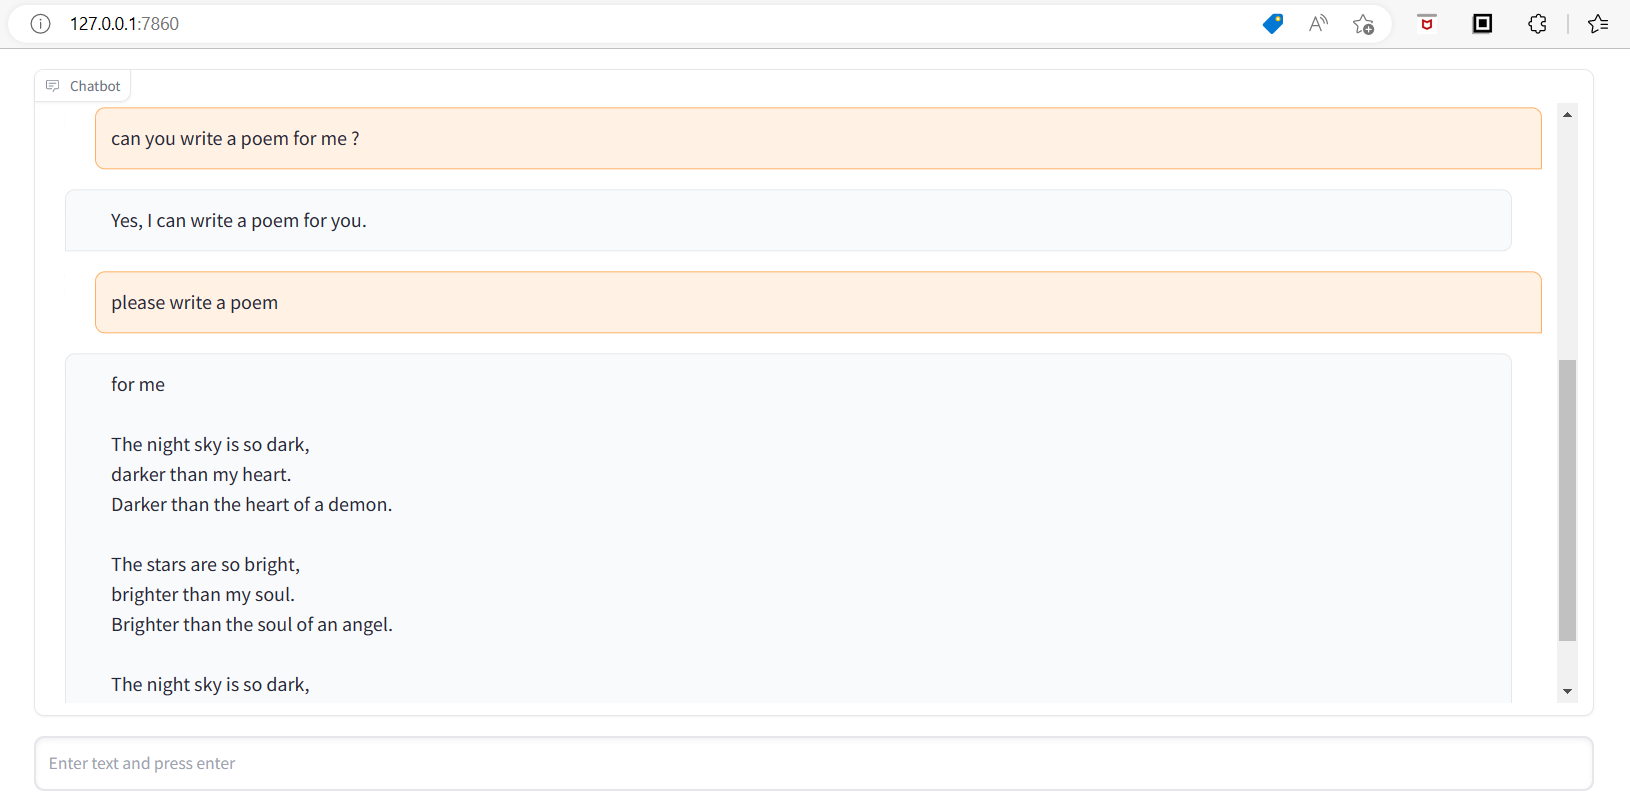 127.0.0.1:7860
Chatbot
can you write a poem for me ?
Yes, I can write a poem for you.
please write a poem
for me
The night sky is so dark,
darker than my heart.
Darker than the heart of a demon.
The stars are so bright,
brighter than my soul.
Brighter than the soul of an angel.
The night sky is so dark,
Enter text and press enter